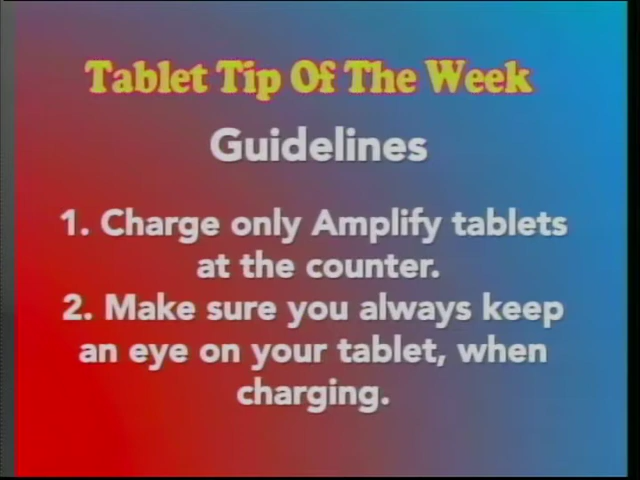 Tablet Tip Of The Week
Guidelines
1. Charge only Amplify tablets
at the counter.
2. Make sure you always keep
an eye on your tablet, when
charging.